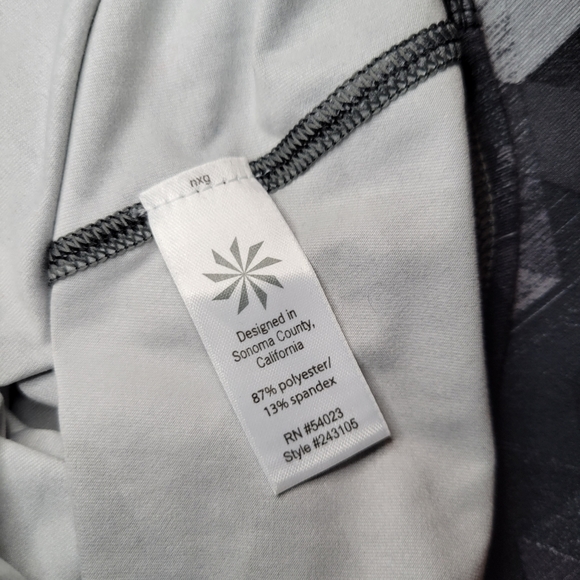 nxg
Designed in
Sonoma County,
California
87% polyester/
13% spandex
RN #54023
Style #243105